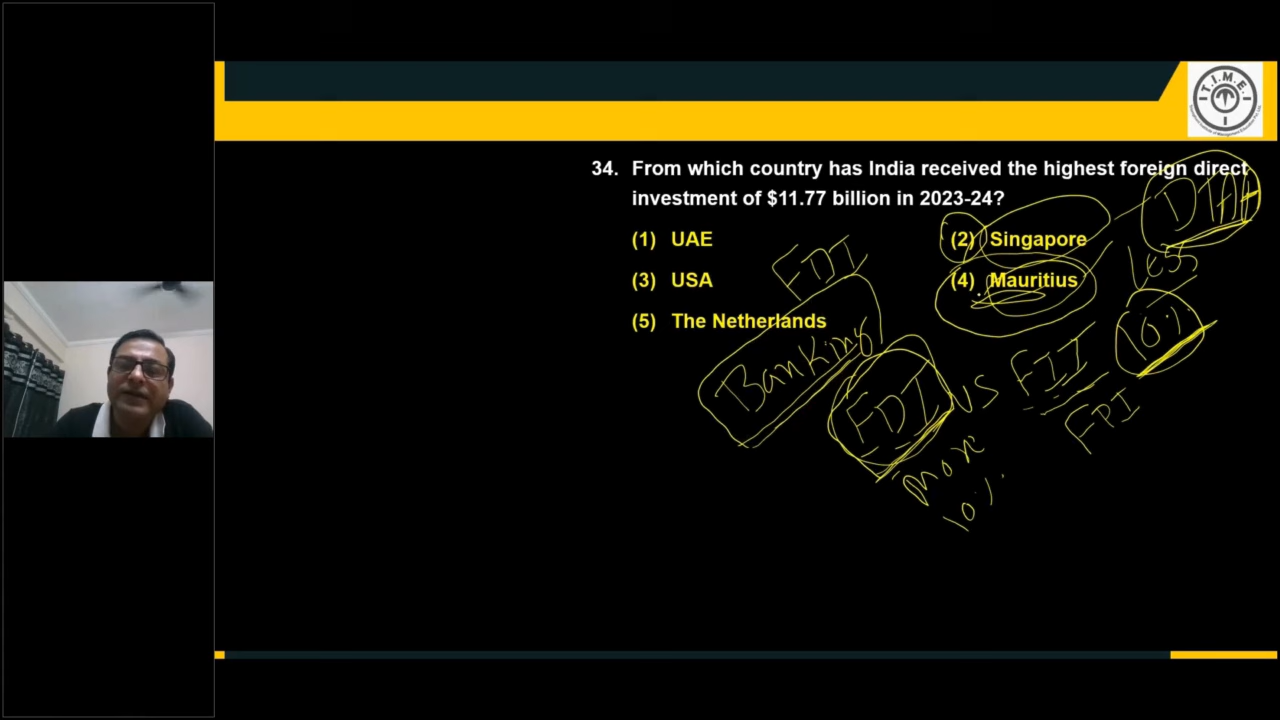 T.I.M.E.
34. From which country has India received the highest foreign direct
investment of $11.77 billion in 2023-24?
(1) UAE
(2) Singapore
(3) USA
(4) Mauritius
(5) The Netherlands
DTAA
Less
10%
FDI
Banking
FDI vs FII
FPI
more
10%